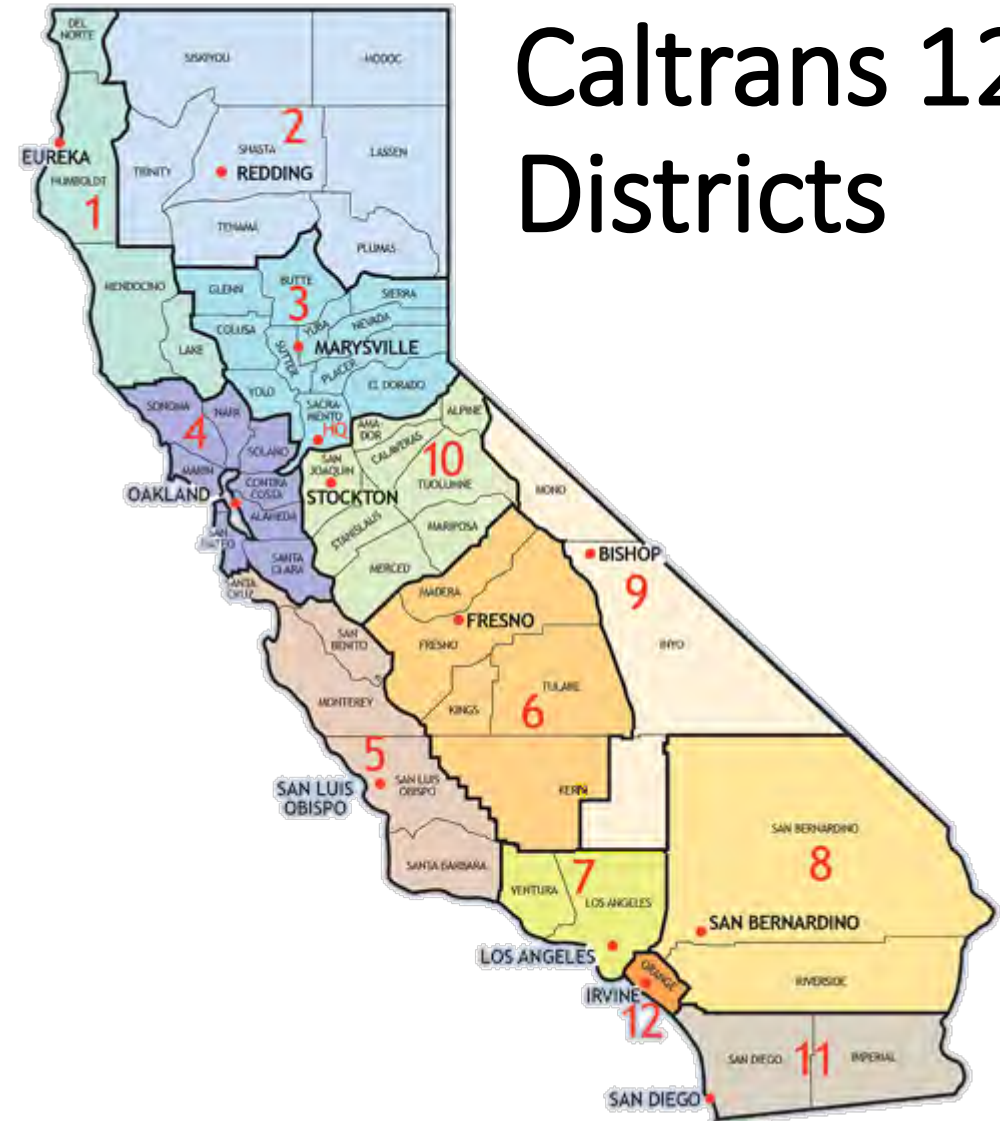 Caltrans 12
Districts
DEL
NORTE
SISKIYOU
MODOC
2
SHASTA
LASSEN
EUREKA
TRINITY
REDDING
HUMBOLDT
1
TEHAMA
PLUMAS
MENDOCINO
GLENN
BUTTE
3
SIERRA
COLUSA
YUBA
NEVADA
LAKE
SUTTER
MARYSVILLE
PLACER
YOLO
EL DORADO
SONOMA
NAPA
SACRA-
MENTO
HQ
AMA-
DOR
ALPINE
4
SOLANO
CALAVERAS
MARIN
SAN
JOAQUIN
10
TUOLUMNE
CONTRA
COSTA
OAKLAND
STOCKTON
MONO
ALAMEDA
STANISLAUS
MARIPOSA
SAN
MATEO
SANTA
CLARA
MERCED
BISHOP
SANTA
CRUZ
MADERA
9
FRESNO
SAN
BENITO
FRESNO
INYO
TULARE
MONTEREY
KINGS
6
5
SAN LUIS
OBISPO
SAN LUIS
OBISPO
KERN
SAN BERNARDINO
8
SANTA BARBARA
7
VENTURA
LOS ANGELES
SAN BERNARDINO
LOS ANGELES
ORANGE
RIVERSIDE
IRVINE
12
SAN DIEGO
11
IMPERIAL
SAN DIEGO